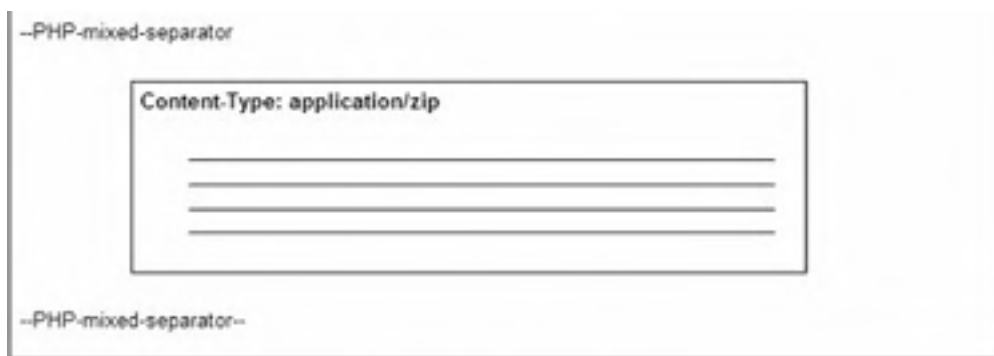 --PHP-mixed-separator
Content-Type: application/zip
--PHP-mixed-separator--